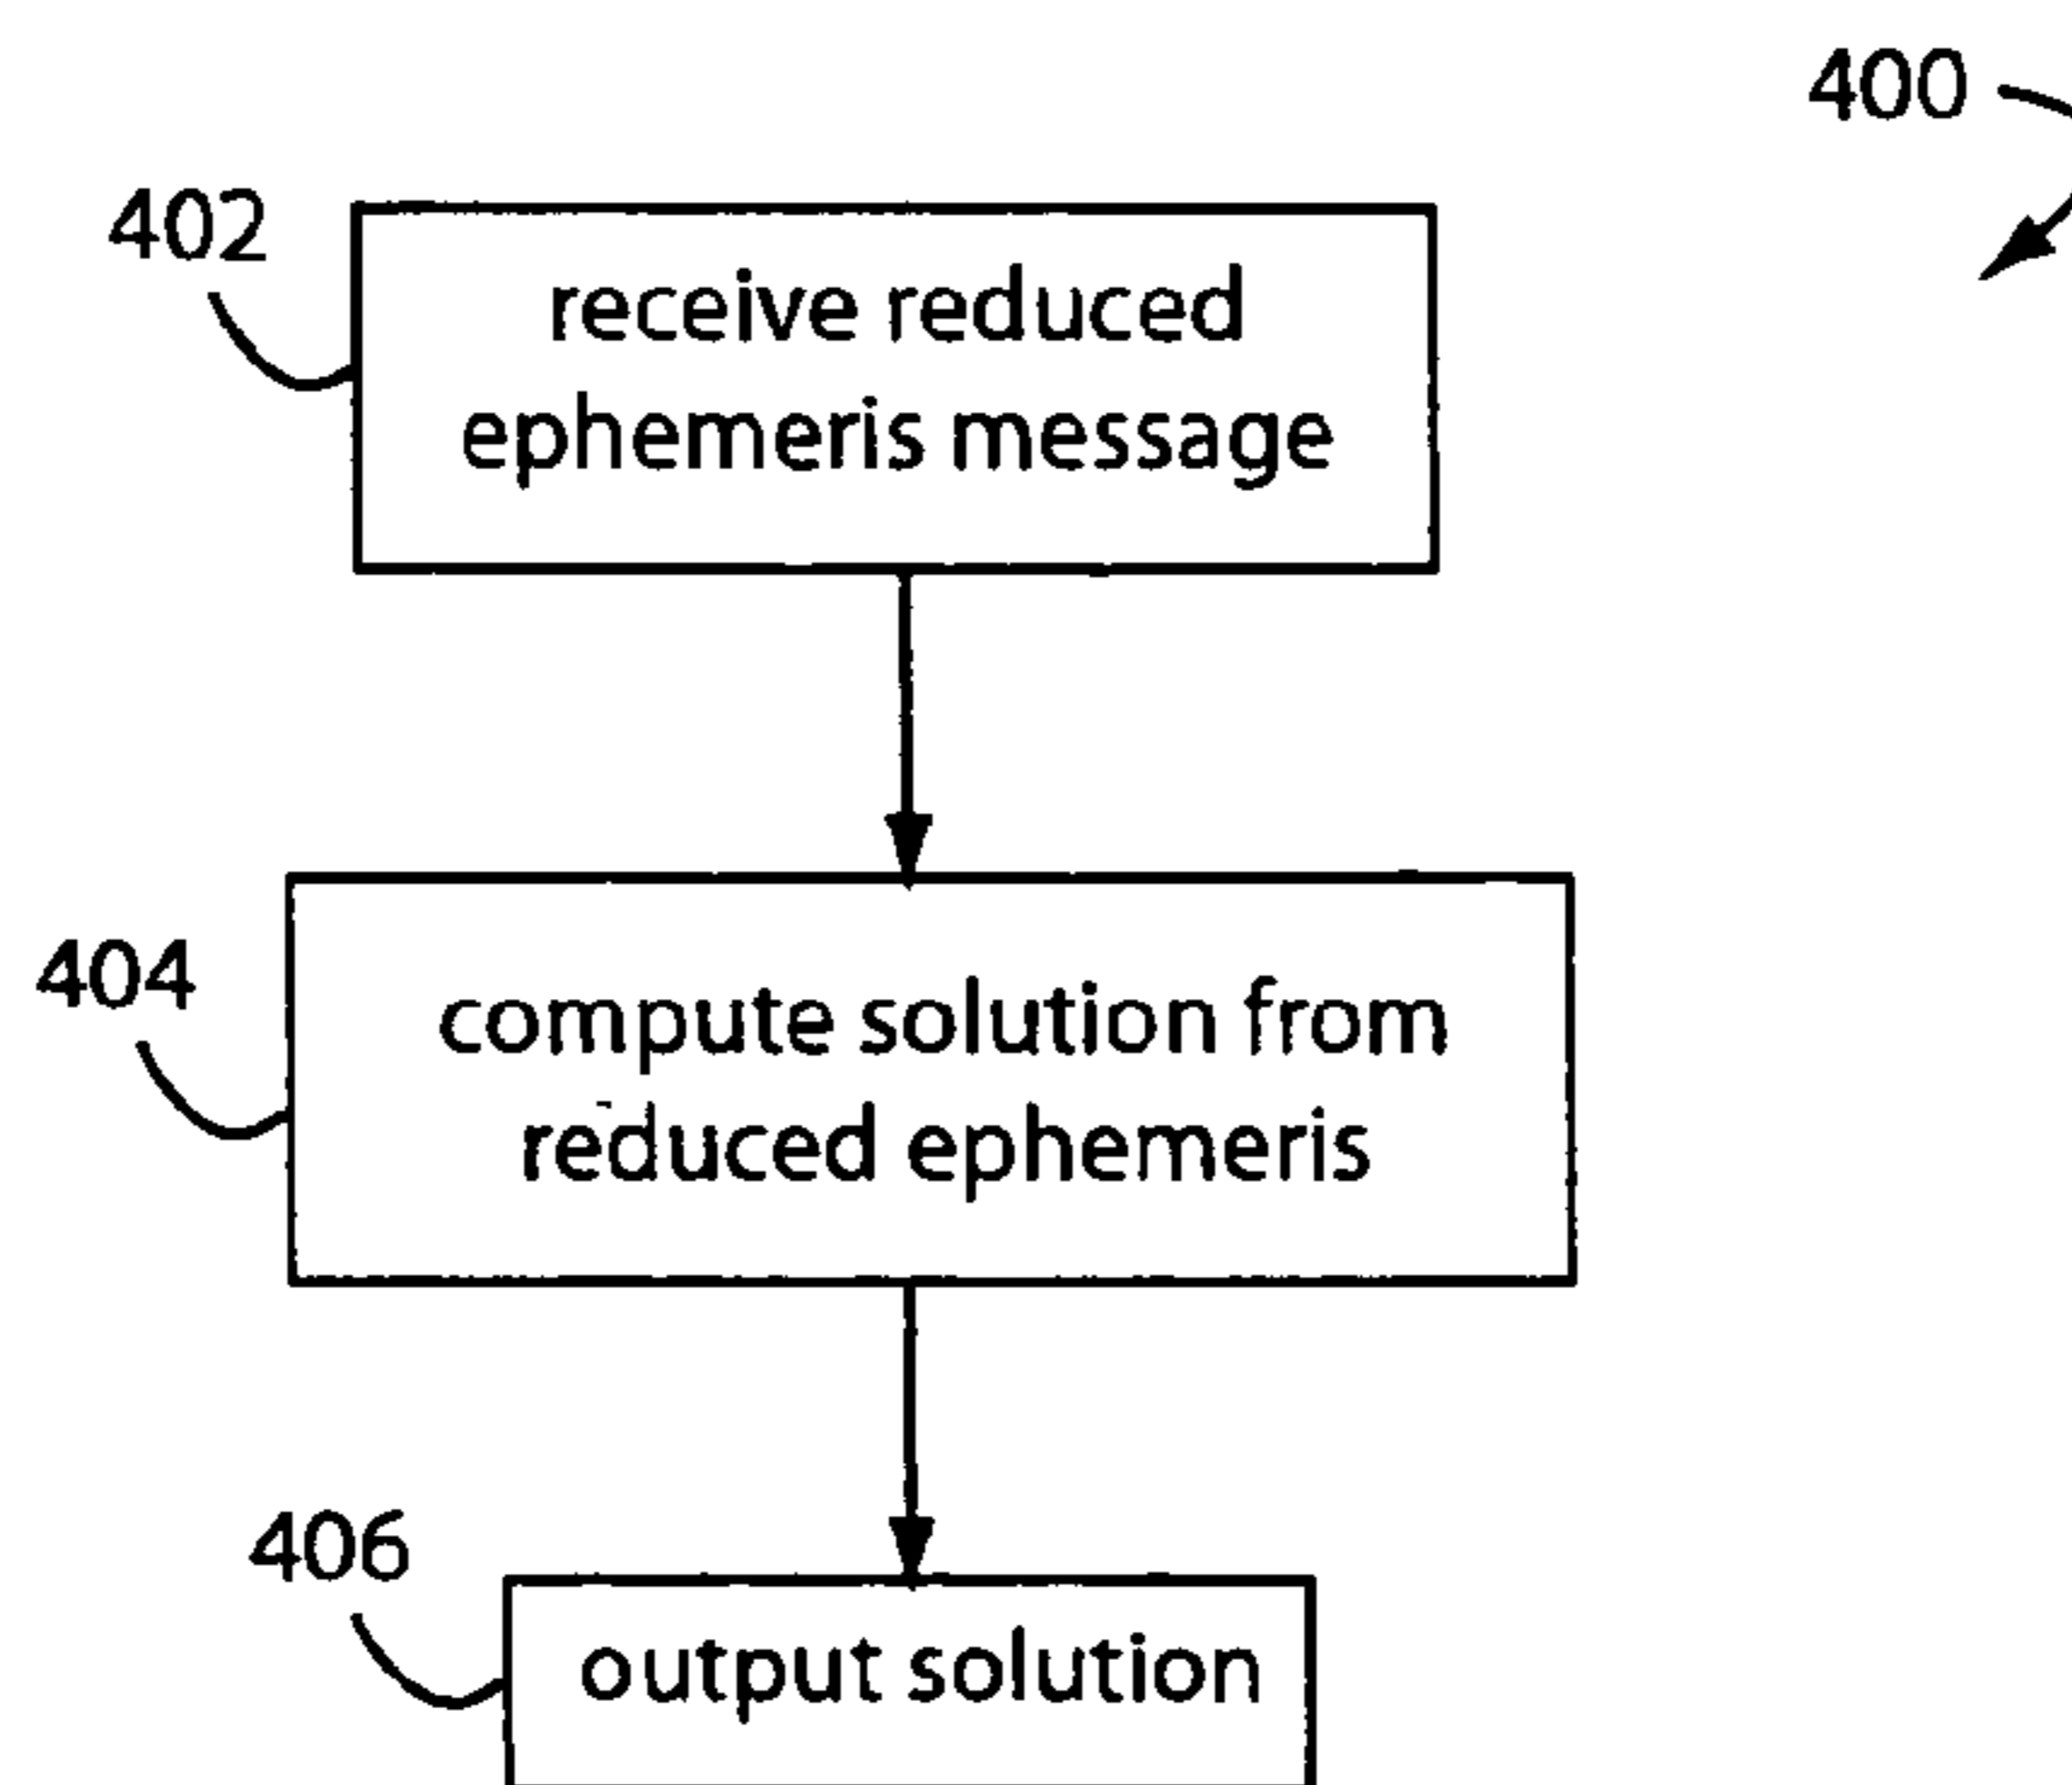 400
402
receive reduced
ephemeris message
404
compute solution from
reduced ephemeris
406
output solution